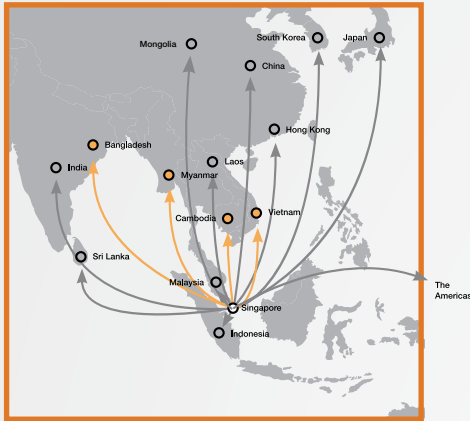 South Korea
Japan
Mongolia
China
Hong Kong
Bangladesh
India
Laos
Myanmar
Cambodia
Vietnam
Sri Lanka
Malaysia
The
Americas
Singapore
Indonesia